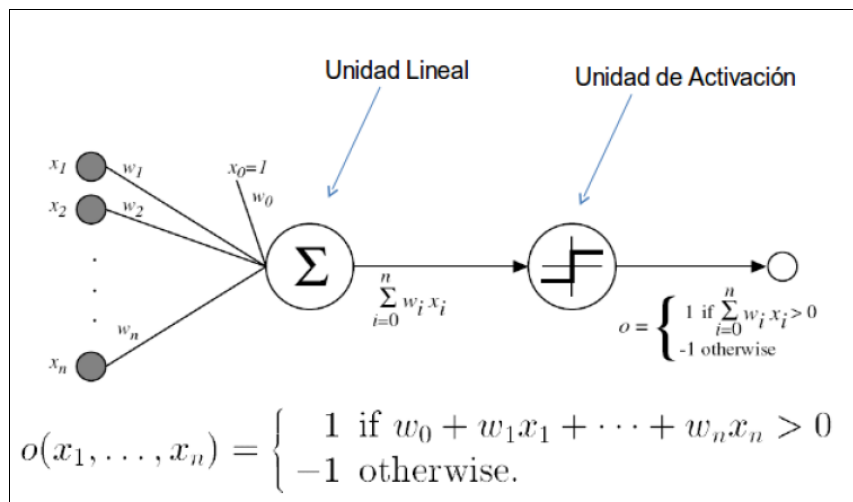 Unidad Lineal
Unidad de Activación
x₁ w₁ x₀=1
x₂ w₂ w₀
.
.
.
Σ
n
∑ wᵢ xᵢ
i=0
wₙ
xₙ
o = { 1 if n∑i=0 wᵢ xᵢ > 0
-1 otherwise
o(x₁, . . . , xₙ) = { 1 if w₀ + w₁x₁ + · · · + wₙxₙ > 0
−1 otherwise.